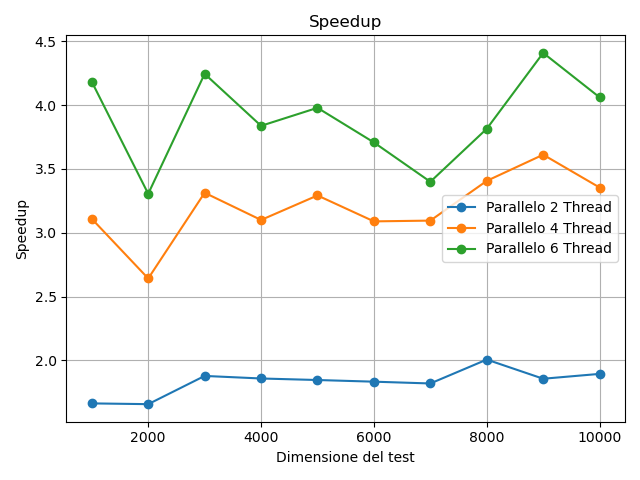 Speedup
4.5
4.0
3.5
3.0
2.5
2.0
Speedup
Parallelo 2 Thread
Parallelo 4 Thread
Parallelo 6 Thread
2000 4000 6000 8000 10000
Dimensione del test